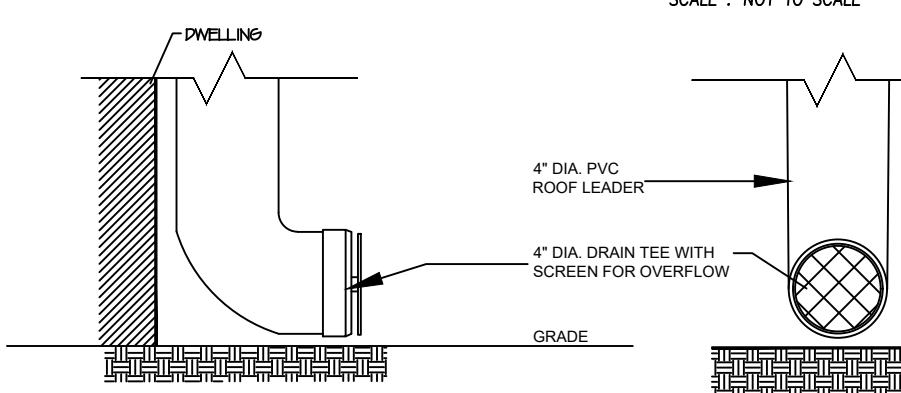 SCALE : NOT TO SCALE
DWELLING
4" DIA. PVC
ROOF LEADER
4" DIA. DRAIN TEE WITH
SCREEN FOR OVERFLOW
GRADE